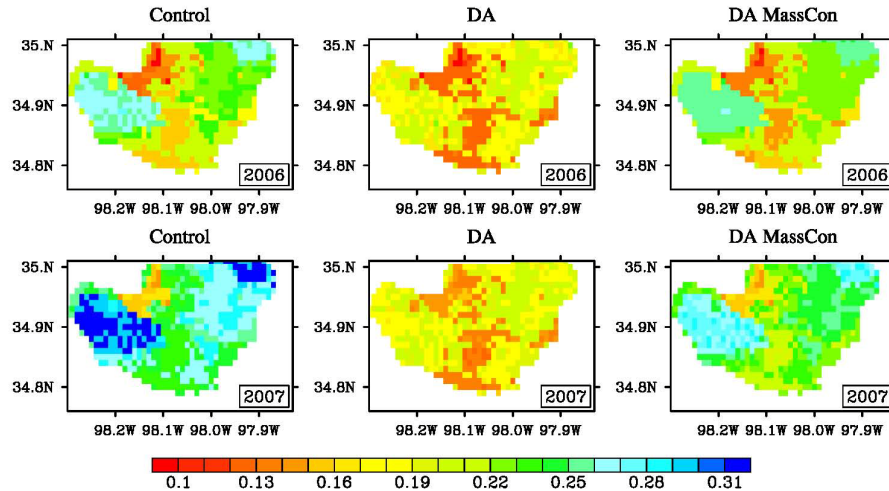 Control DA DA MassCon
35.N 35.N 35.N
34.9N 34.9N 34.9N
34.8N 34.8N 34.8N
2006 2006 2006
98.2W 98.1W 98.0W 97.9W 98.2W 98.1W 98.0W 97.9W 98.2W 98.1W 98.0W 97.9W
Control DA DA MassCon
35.N 35.N 35.N
34.9N 34.9N 34.9N
34.8N 34.8N 34.8N
2007 2007 2007
98.2W 98.1W 98.0W 97.9W 98.2W 98.1W 98.0W 97.9W 98.2W 98.1W 98.0W 97.9W
0.1 0.13 0.16 0.19 0.22 0.25 0.28 0.31